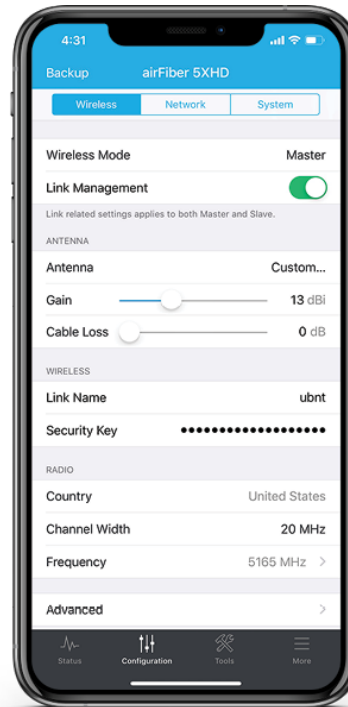 4:31
Backup airFiber 5XHD
Wireless Network System
Wireless Mode Master
Link Management
Link related settings applies to both Master and Slave.
ANTENNA
Antenna Custom...
Gain 13 dBi
Cable Loss 0 dB
WIRELESS
Link Name ubnt
Security Key ●●●●●●●●●●●●●●●●●●●
RADIO
Country United States
Channel Width 20 MHz
Frequency 5165 MHz >
Advanced >
Status Configuration Tools More